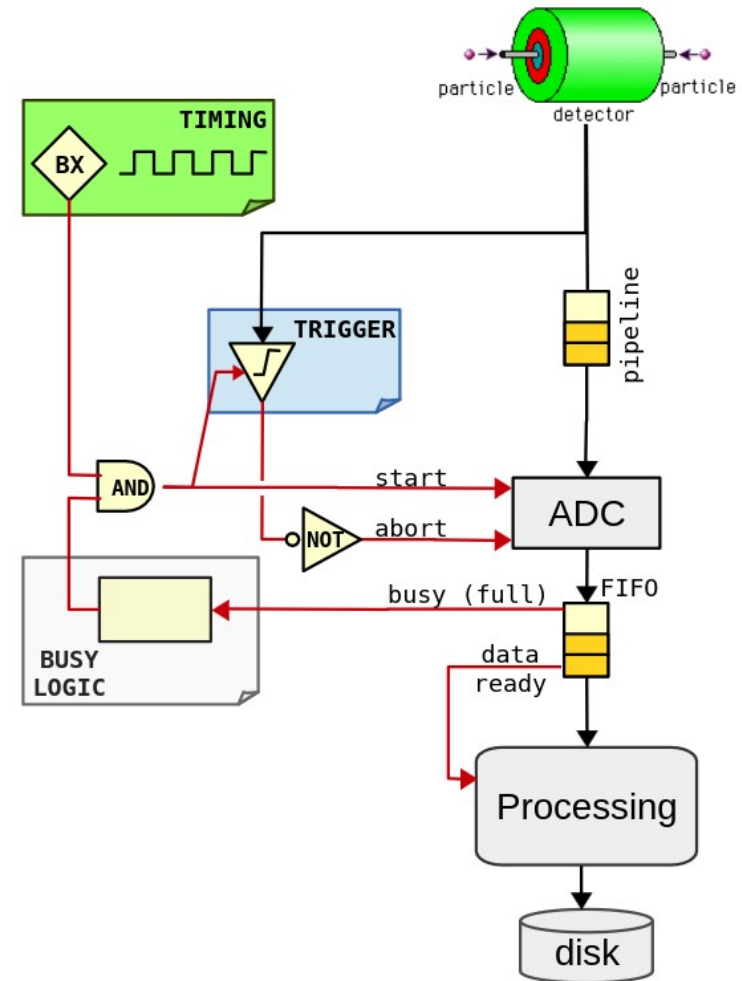 particle
particle
detector
TIMING
BX
TRIGGER
pipeline
AND
start
ADC
NOT
abort
FIFO
busy (full)
BUSY
LOGIC
data
ready
Processing
disk